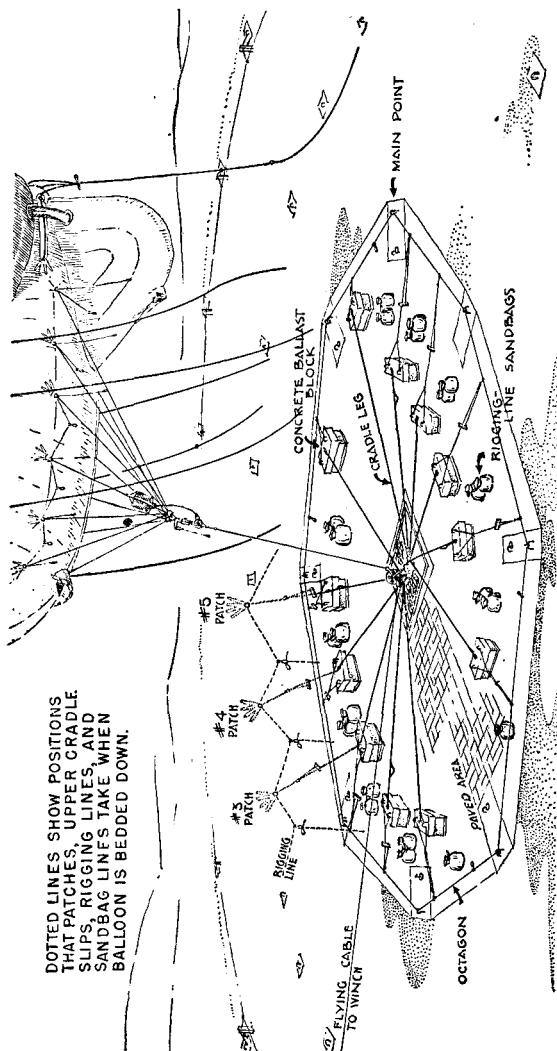 DOTTED LINES SHOW POSITIONS
THAT PATCHES, UPPER CRADLE
SLIPS, RIGGING LINES, AND
SANDBAG LINES TAKE WHEN
BALLOON IS BEDDED DOWN.
#3
PATCH
#4
PATCH
#5
PATCH
RIGGING
LINE
FLYING CABLE
TO WINCH
CONCRETE BALLAST
BLOCK
CRADLE LEG
MAIN POINT
RIGGING-
LINE SANDBAGS
PAVED AREA
OCTAGON